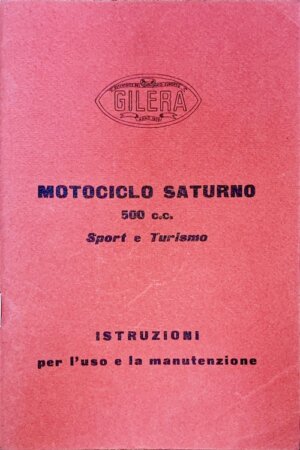 GILERA
MOTOCICLO SATURNO
500 c.c.
Sport e Turismo
ISTRUZIONI
per l'uso e la manutenzione